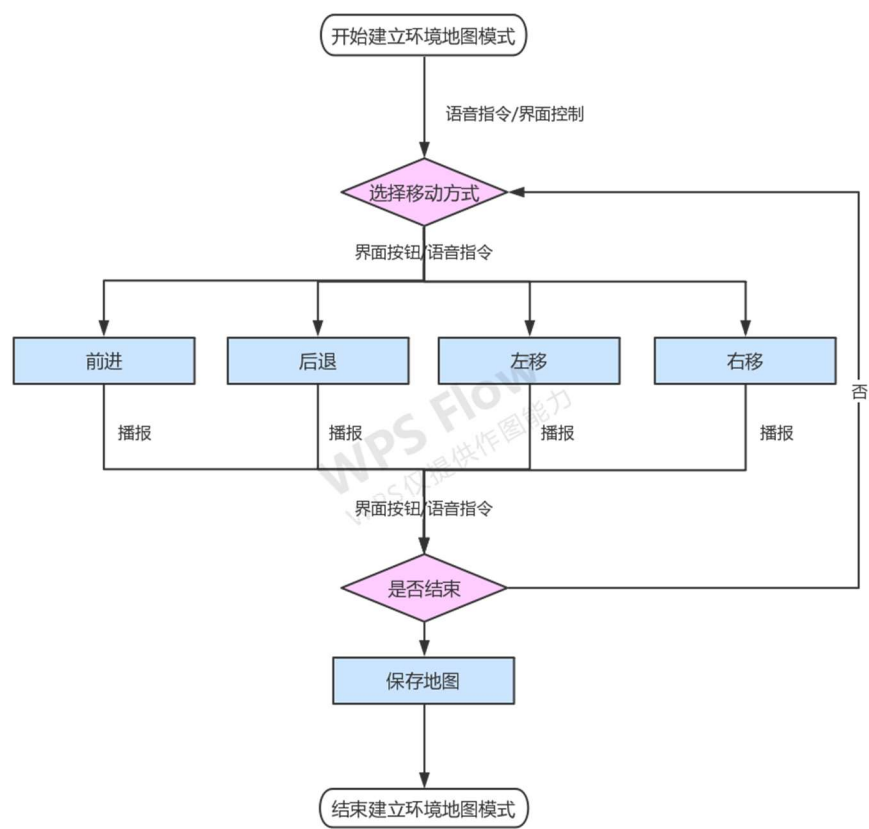 开始建立环境地图模式
语音指令/界面控制
选择移动方式
界面按钮/语音指令
前进
后退
左移
右移
否
播报
播报
播报
播报
WPS Flow
WPS仅提供作图能力
界面按钮/语音指令
是否结束
保存地图
结束建立环境地图模式